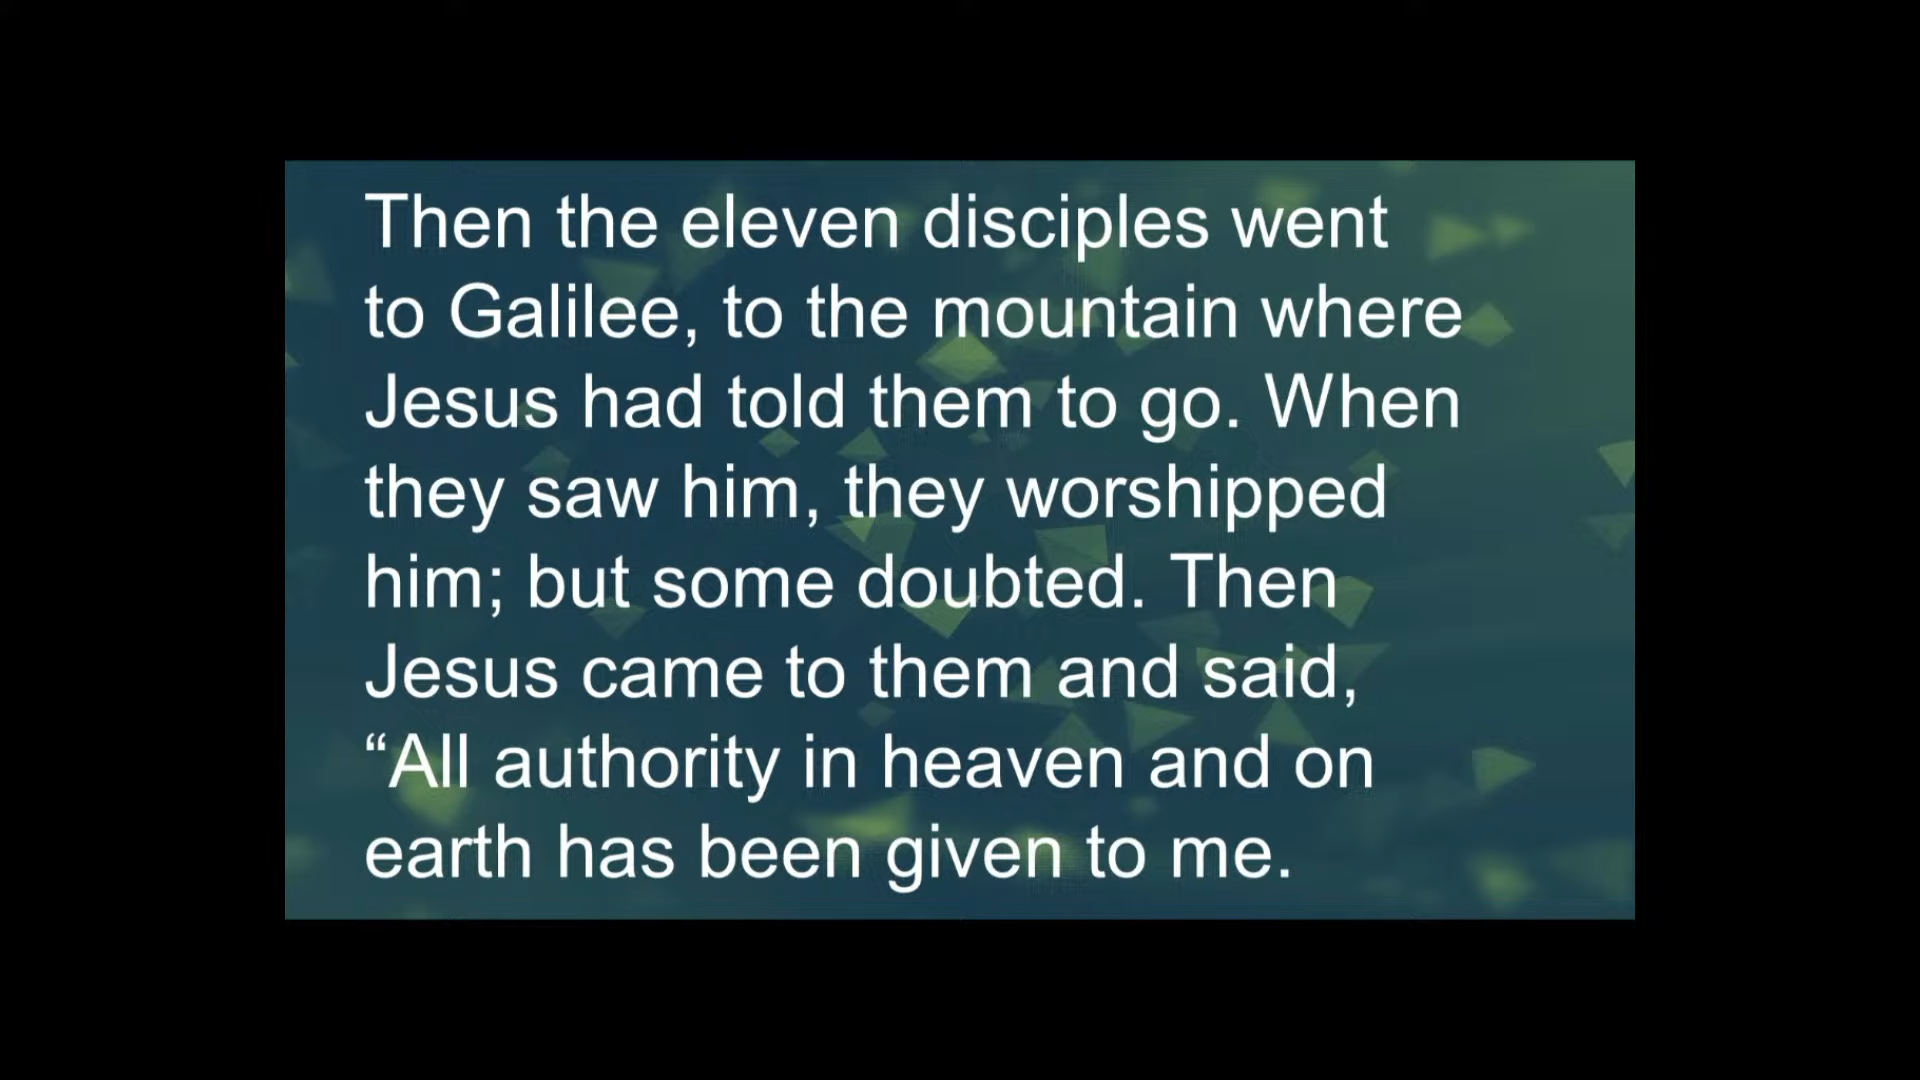 Then the eleven disciples went
to Galilee, to the mountain where
Jesus had told them to go. When
they saw him, they worshipped
him; but some doubted. Then
Jesus came to them and said,
“All authority in heaven and on
earth has been given to me.